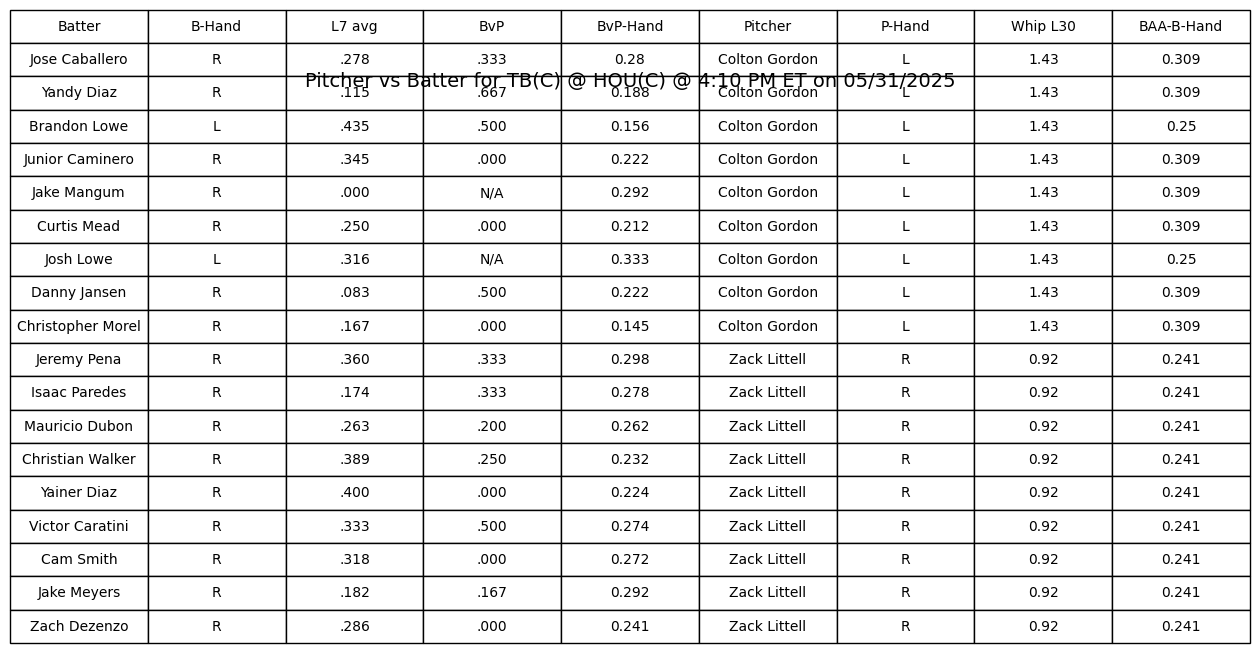 Batter B-Hand L7 avg BvP BvP-Hand Pitcher P-Hand Whip L30 BAA-B-Hand
Jose Caballero R .278 .333 0.28 Colton Gordon L 1.43 0.309
Pitcher vs Batter for TB(C) @ HOU(C) @ 4:10 PM ET on 05/31/2025
Yandy Diaz R .115 .667 0.188 Colton Gordon L 1.43 0.309
Brandon Lowe L .435 .500 0.156 Colton Gordon L 1.43 0.25
Junior Caminero R .345 .000 0.222 Colton Gordon L 1.43 0.309
Jake Mangum R .000 N/A 0.292 Colton Gordon L 1.43 0.309
Curtis Mead R .250 .000 0.212 Colton Gordon L 1.43 0.309
Josh Lowe L .316 N/A 0.333 Colton Gordon L 1.43 0.25
Danny Jansen R .083 .500 0.222 Colton Gordon L 1.43 0.309
Christopher Morel R .167 .000 0.145 Colton Gordon L 1.43 0.309
Jeremy Pena R .360 .333 0.298 Zack Littell R 0.92 0.241
Isaac Paredes R .174 .333 0.278 Zack Littell R 0.92 0.241
Mauricio Dubon R .263 .200 0.262 Zack Littell R 0.92 0.241
Christian Walker R .389 .250 0.232 Zack Littell R 0.92 0.241
Yainer Diaz R .400 .000 0.224 Zack Littell R 0.92 0.241
Victor Caratini R .333 .500 0.274 Zack Littell R 0.92 0.241
Cam Smith R .318 .000 0.272 Zack Littell R 0.92 0.241
Jake Meyers R .182 .167 0.292 Zack Littell R 0.92 0.241
Zach Dezenzo R .286 .000 0.241 Zack Littell R 0.92 0.241